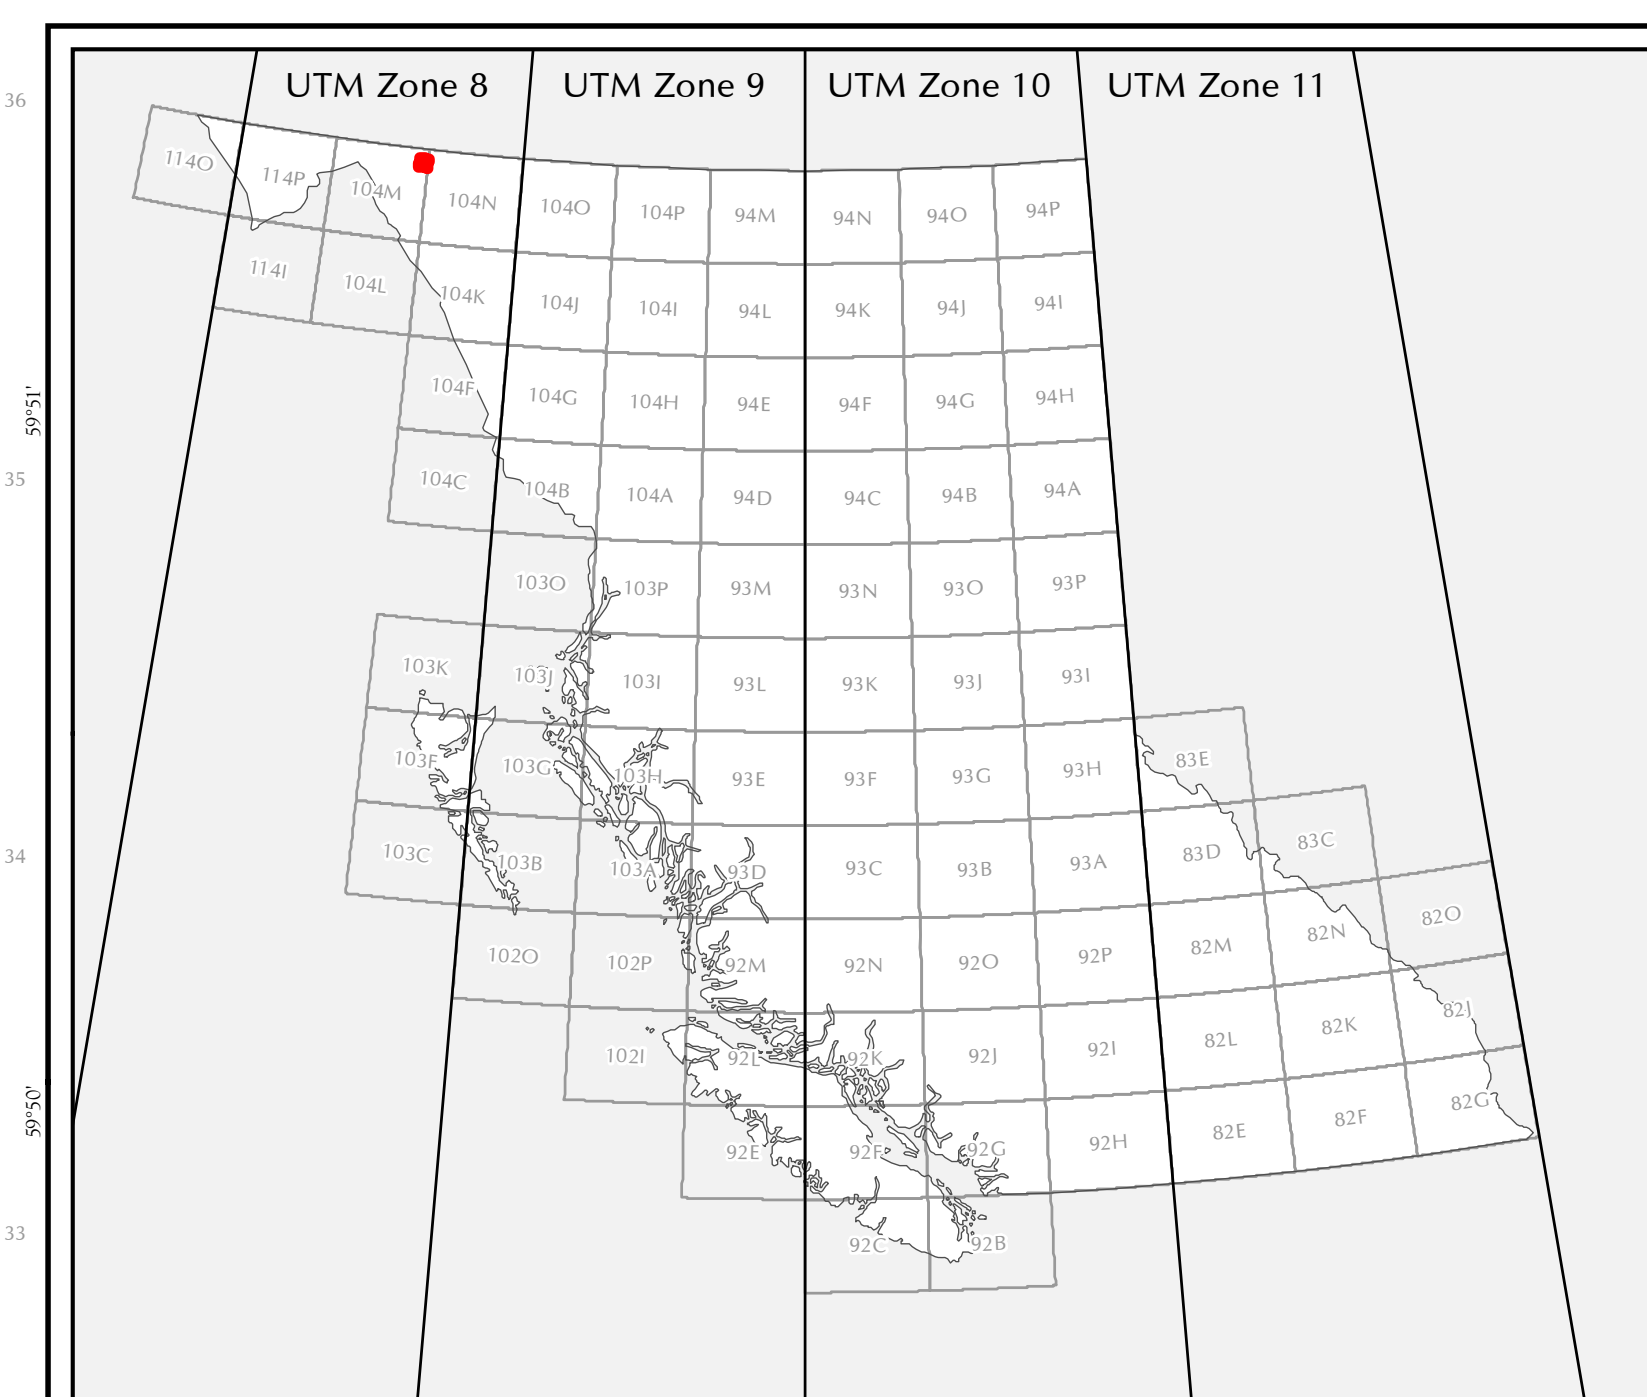 UTM Zone 8 UTM Zone 9 UTM Zone 10 UTM Zone 11
36
114O 114P 104M 104N 104O 104P 94M 94N 94O 94P
114I 104L 104K 104J 104I 94L 94K 94J 94I
59°51'
104F 104G 104H 94E 94F 94G 94H
35
104C 104B 104A 94D 94C 94B 94A
103O 103P 93M 93N 93O 93P
103K 103J 103I 93L 93K 93J 93I
103F 103G 103H 93E 93F 93G 93H 83E
34
103C 103B 103A 93D 93C 93B 93A 83D 83C
102O 102P 92M 92N 92O 92P 82M 82N 82O
102I 92L 92K 92J 92I 82L 82K 82J
59°50'
92E 92F 92G 92H 82E 82F 82G
33
92C 92B